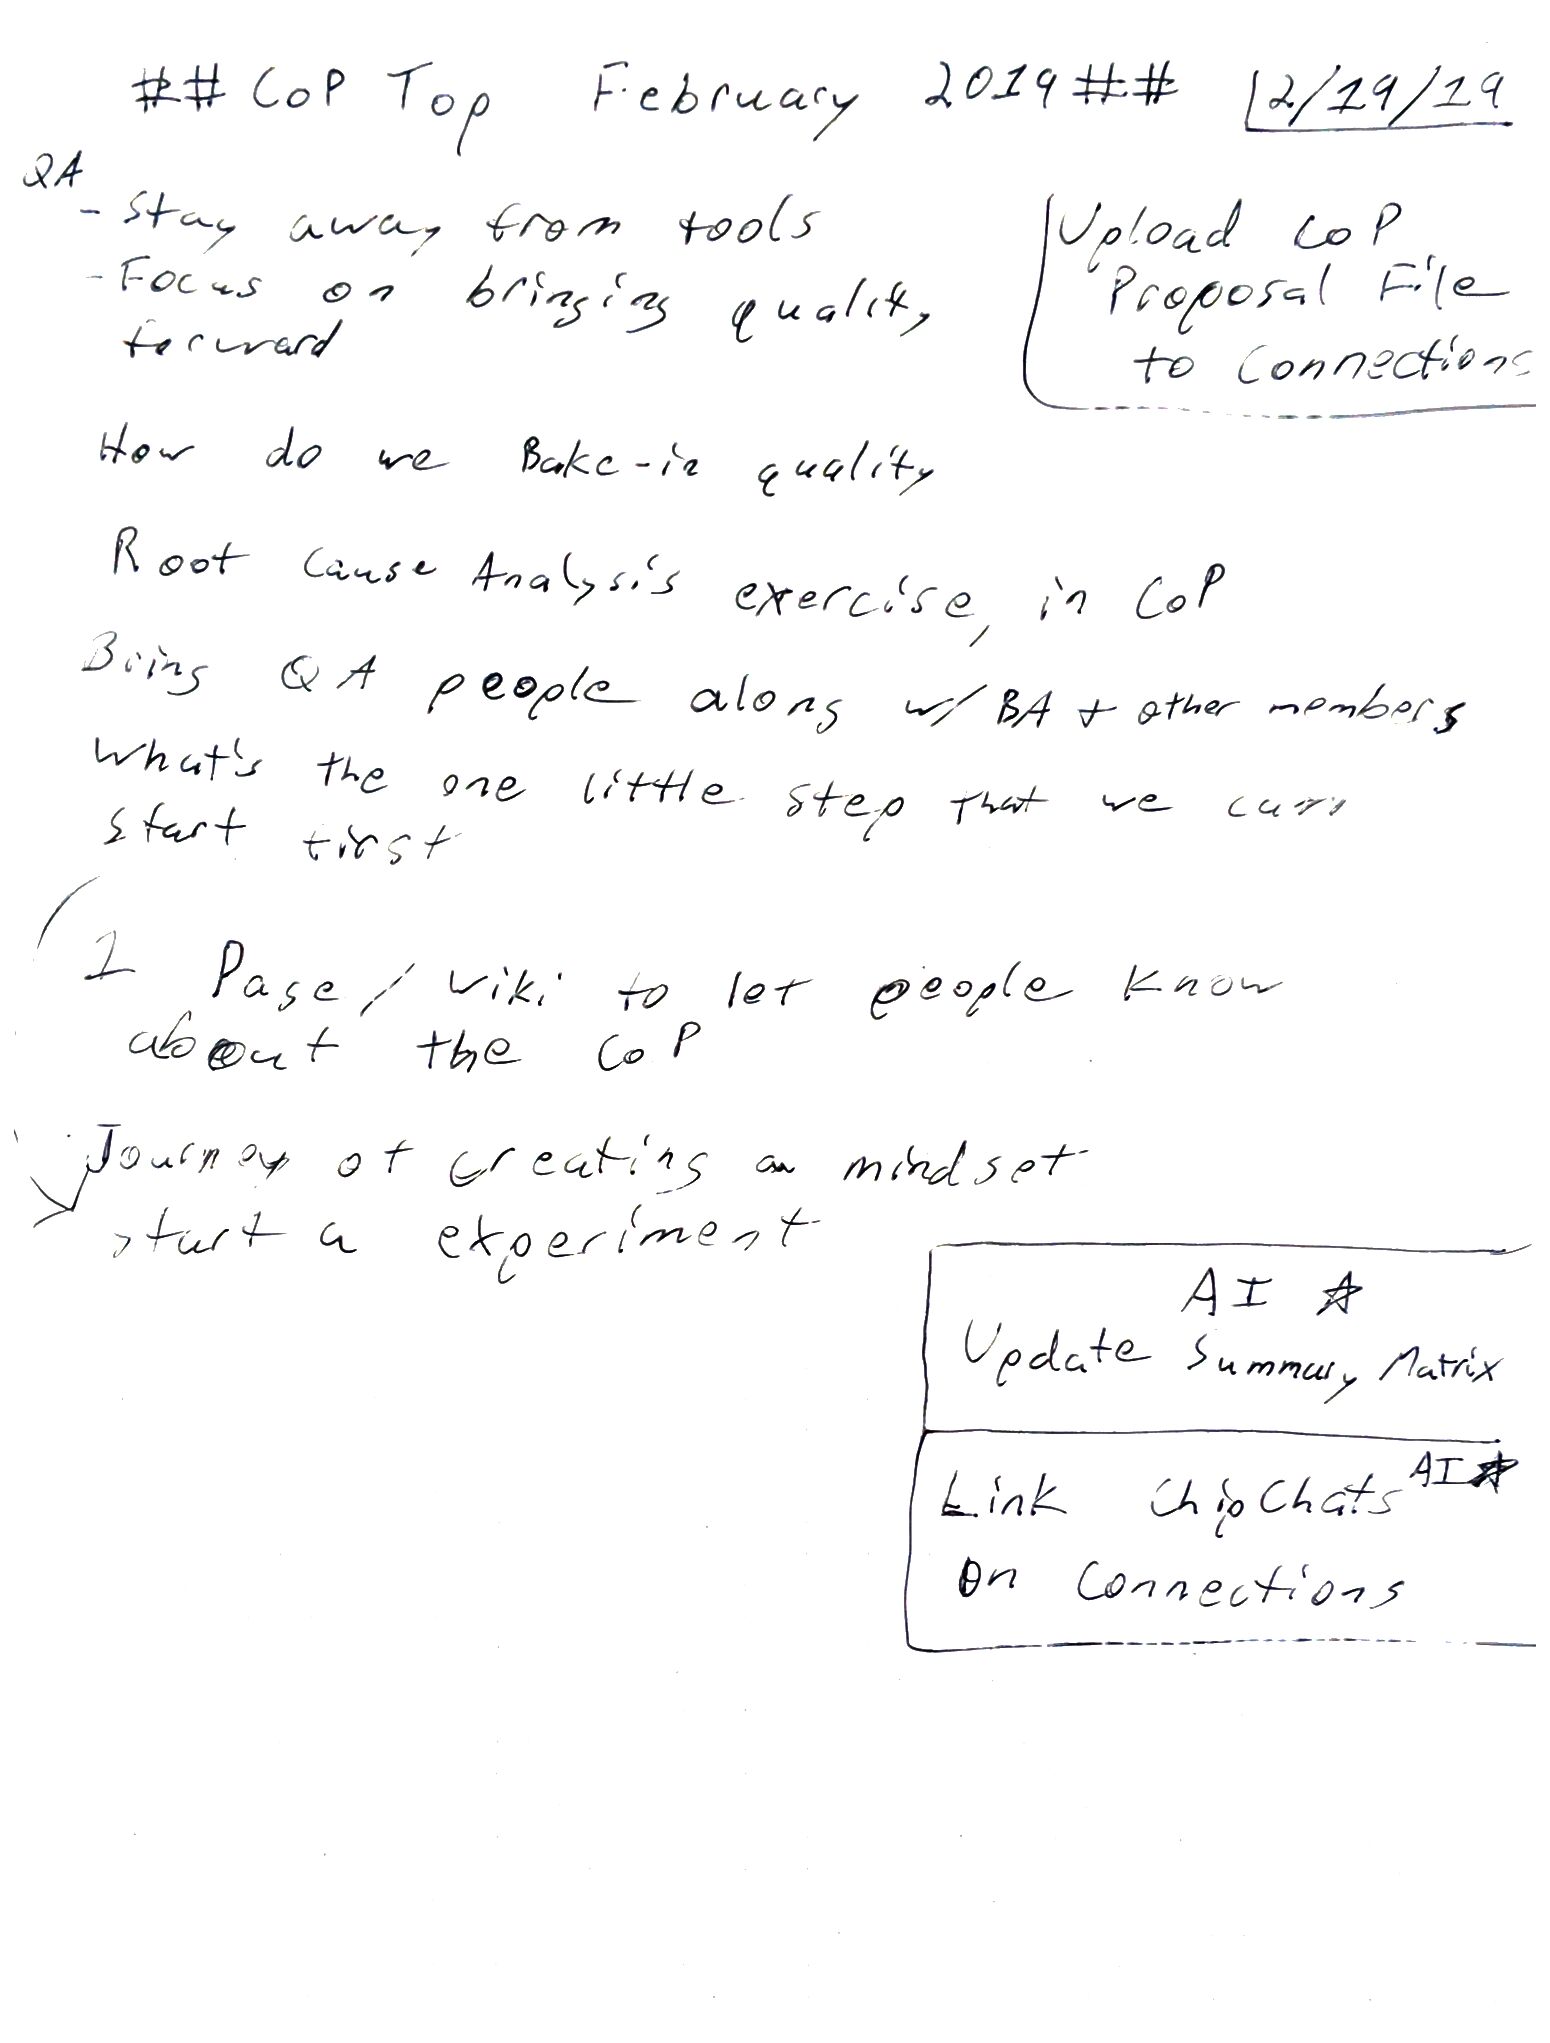 ##CoP Top February 2019## 2/19/19
QA
- Stay away from tools
- Focus on bringing quality
forward
Upload CoP
Proposal File
to Connections
How do we Bake-in quality
Root Cause Analysis exercise, in CoP
Bring QA people along w/ BA + other members
What's the one little step that we can
start first
1 Page / wiki to let people know
about the CoP
Journey of creating a mindset
start a experiment
AI ☆
Update Summary Matrix
Link ChipChats AI ☆
On Connections